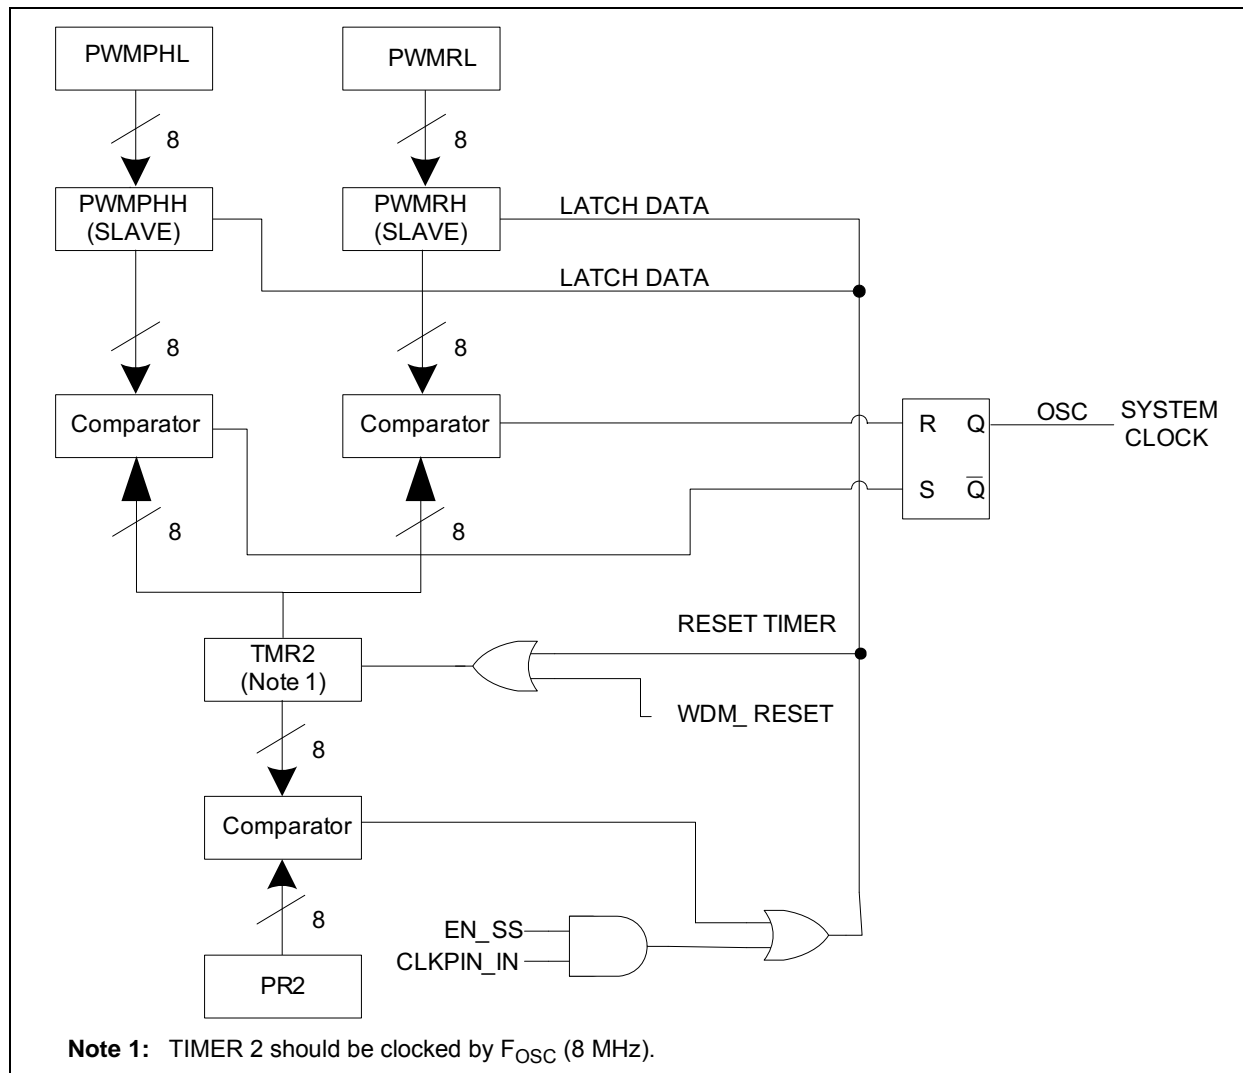 PWMPHL
PWMRL
8
8
PWMPHH
(SLAVE)
PWMRH
(SLAVE)
LATCH DATA
LATCH DATA
8
8
Comparator
Comparator
R Q
S Q̅
OSC
SYSTEM
CLOCK
8
8
TMR2
(Note 1)
RESET TIMER
WDM_ RESET
8
Comparator
8
EN_SS
CLKPIN_IN
PR2
Note 1: TIMER 2 should be clocked by FOSC (8 MHz).